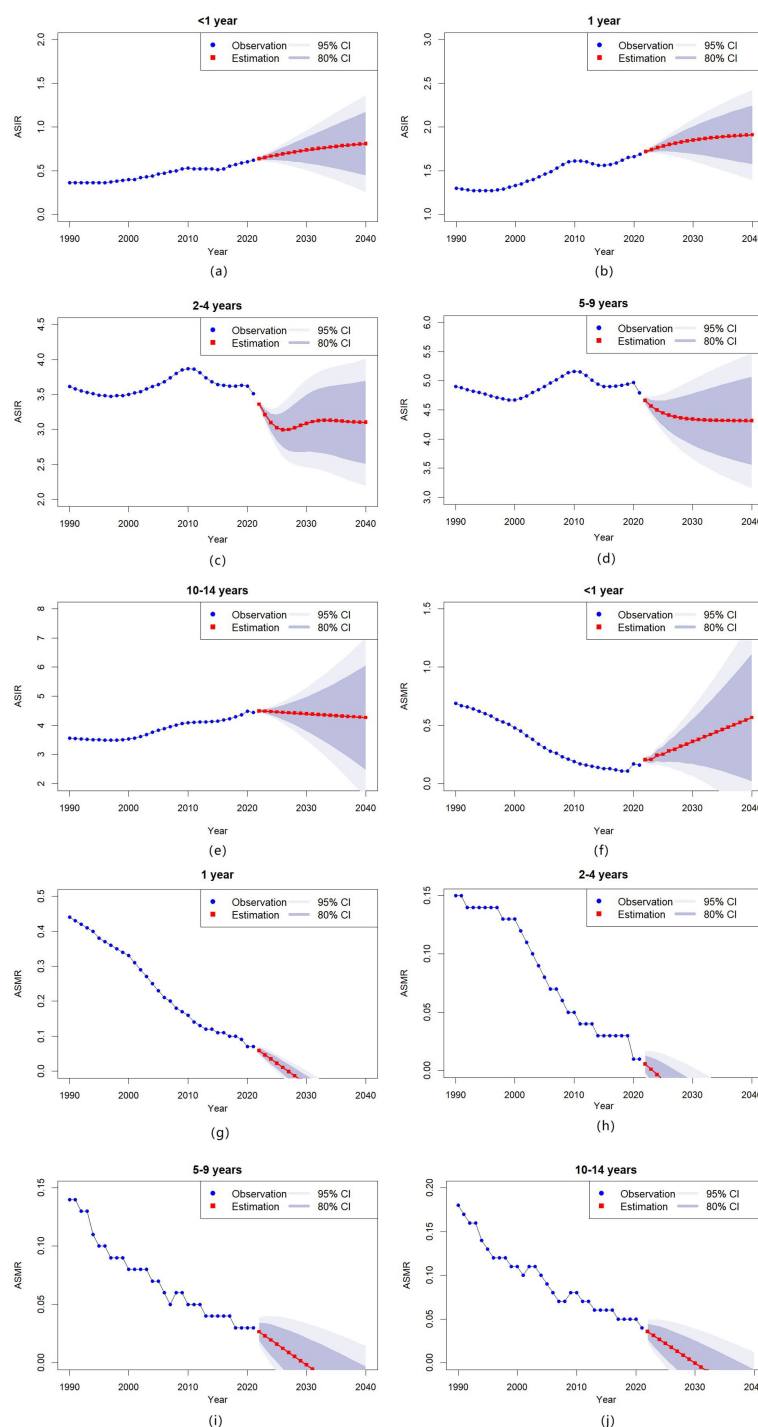 <1 year
Observation 95% CI
Estimation 80% CI
ASIR
0.0 0.5 1.0 1.5 2.0
1990 2000 2010 2020 2030 2040
Year
(a)
1 year
Observation 95% CI
Estimation 80% CI
ASIR
1.0 1.5 2.0 2.5 3.0
1990 2000 2010 2020 2030 2040
Year
(b)
2-4 years
Observation 95% CI
Estimation 80% CI
ASIR
2.0 2.5 3.0 3.5 4.0 4.5
1990 2000 2010 2020 2030 2040
Year
(c)
5-9 years
Observation 95% CI
Estimation 80% CI
ASIR
3.0 3.5 4.0 4.5 5.0 5.5 6.0
1990 2000 2010 2020 2030 2040
Year
(d)
10-14 years
Observation 95% CI
Estimation 80% CI
ASIR
2 3 4 5 6 7 8
1990 2000 2010 2020 2030 2040
Year
(e)
<1 year
Observation 95% CI
Estimation 80% CI
ASMR
0.0 0.5 1.0 1.5
1990 2000 2010 2020 2030 2040
Year
(f)
1 year
Observation 95% CI
Estimation 80% CI
ASMR
0.0 0.1 0.2 0.3 0.4 0.5
1990 2000 2010 2020 2030 2040
Year
(g)
2-4 years
Observation 95% CI
Estimation 80% CI
ASMR
0.00 0.05 0.10 0.15
1990 2000 2010 2020 2030 2040
Year
(h)
5-9 years
Observation 95% CI
Estimation 80% CI
ASMR
0.00 0.05 0.10 0.15
1990 2000 2010 2020 2030 2040
Year
(i)
10-14 years
Observation 95% CI
Estimation 80% CI
ASMR
0.00 0.05 0.10 0.15 0.20
1990 2000 2010 2020 2030 2040
Year
(j)